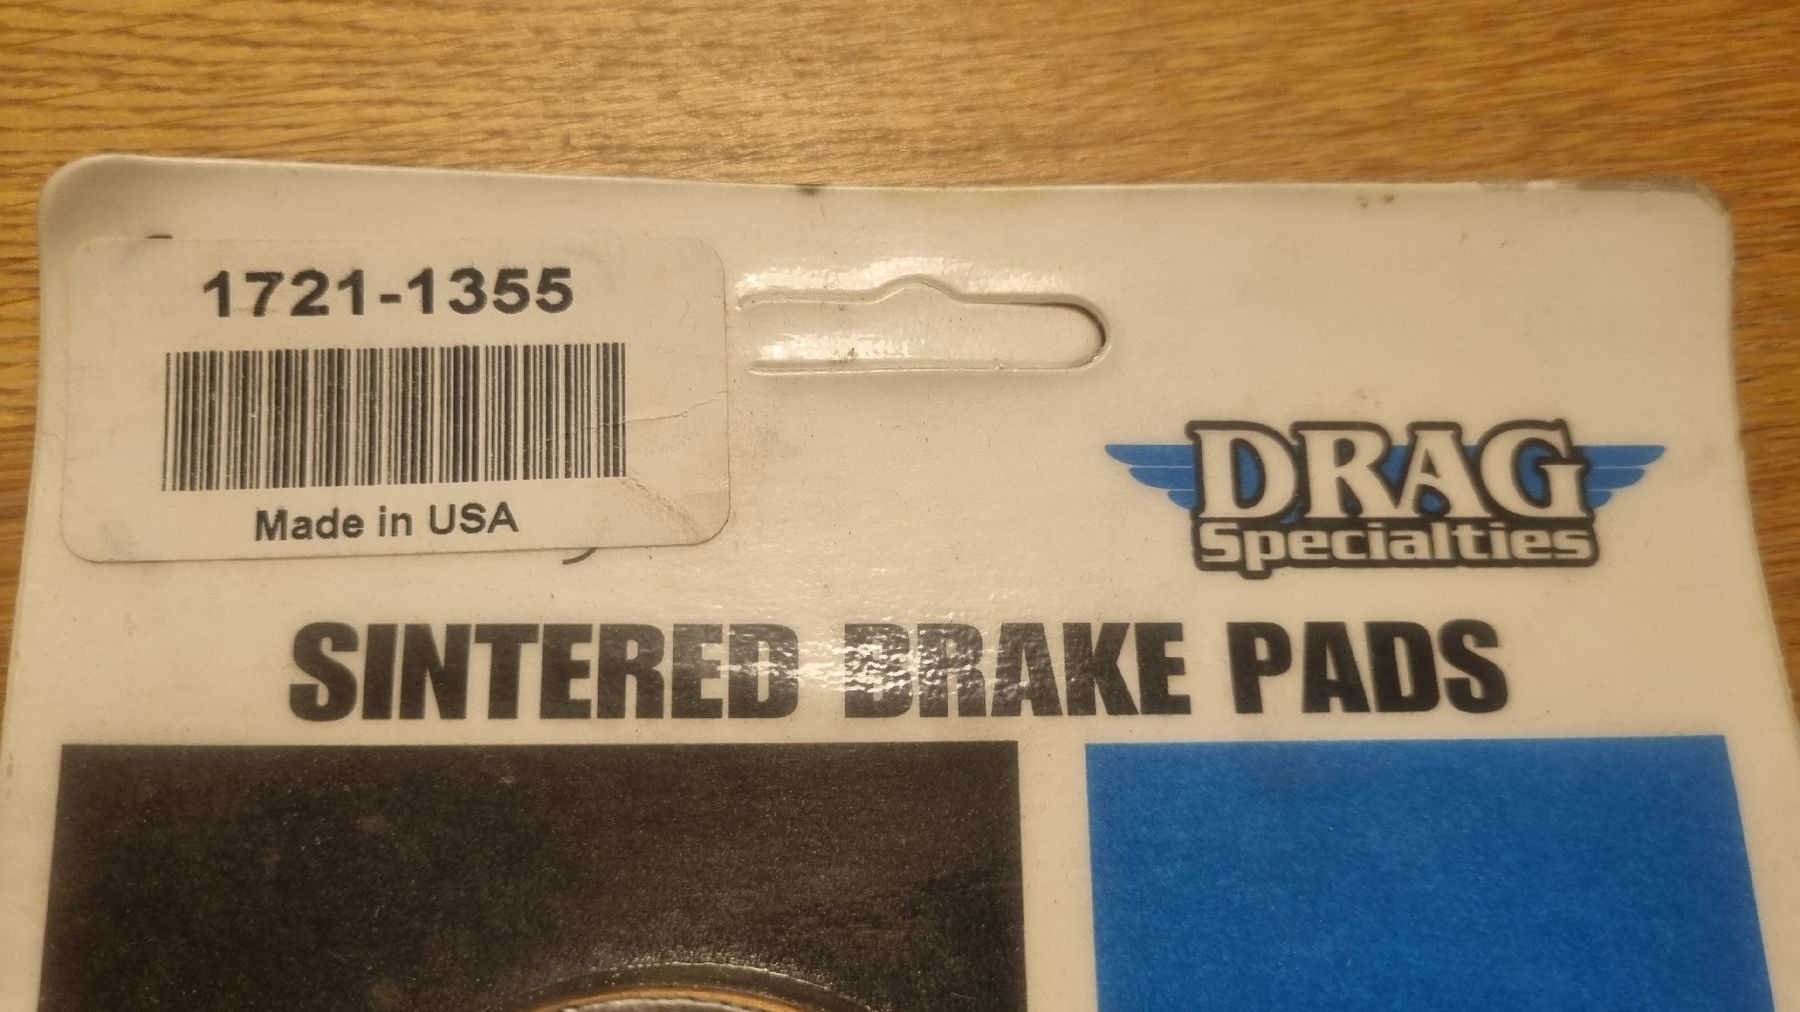 1721-1355
Made in USA
DRAG
Specialties
SINTERED BRAKE PADS